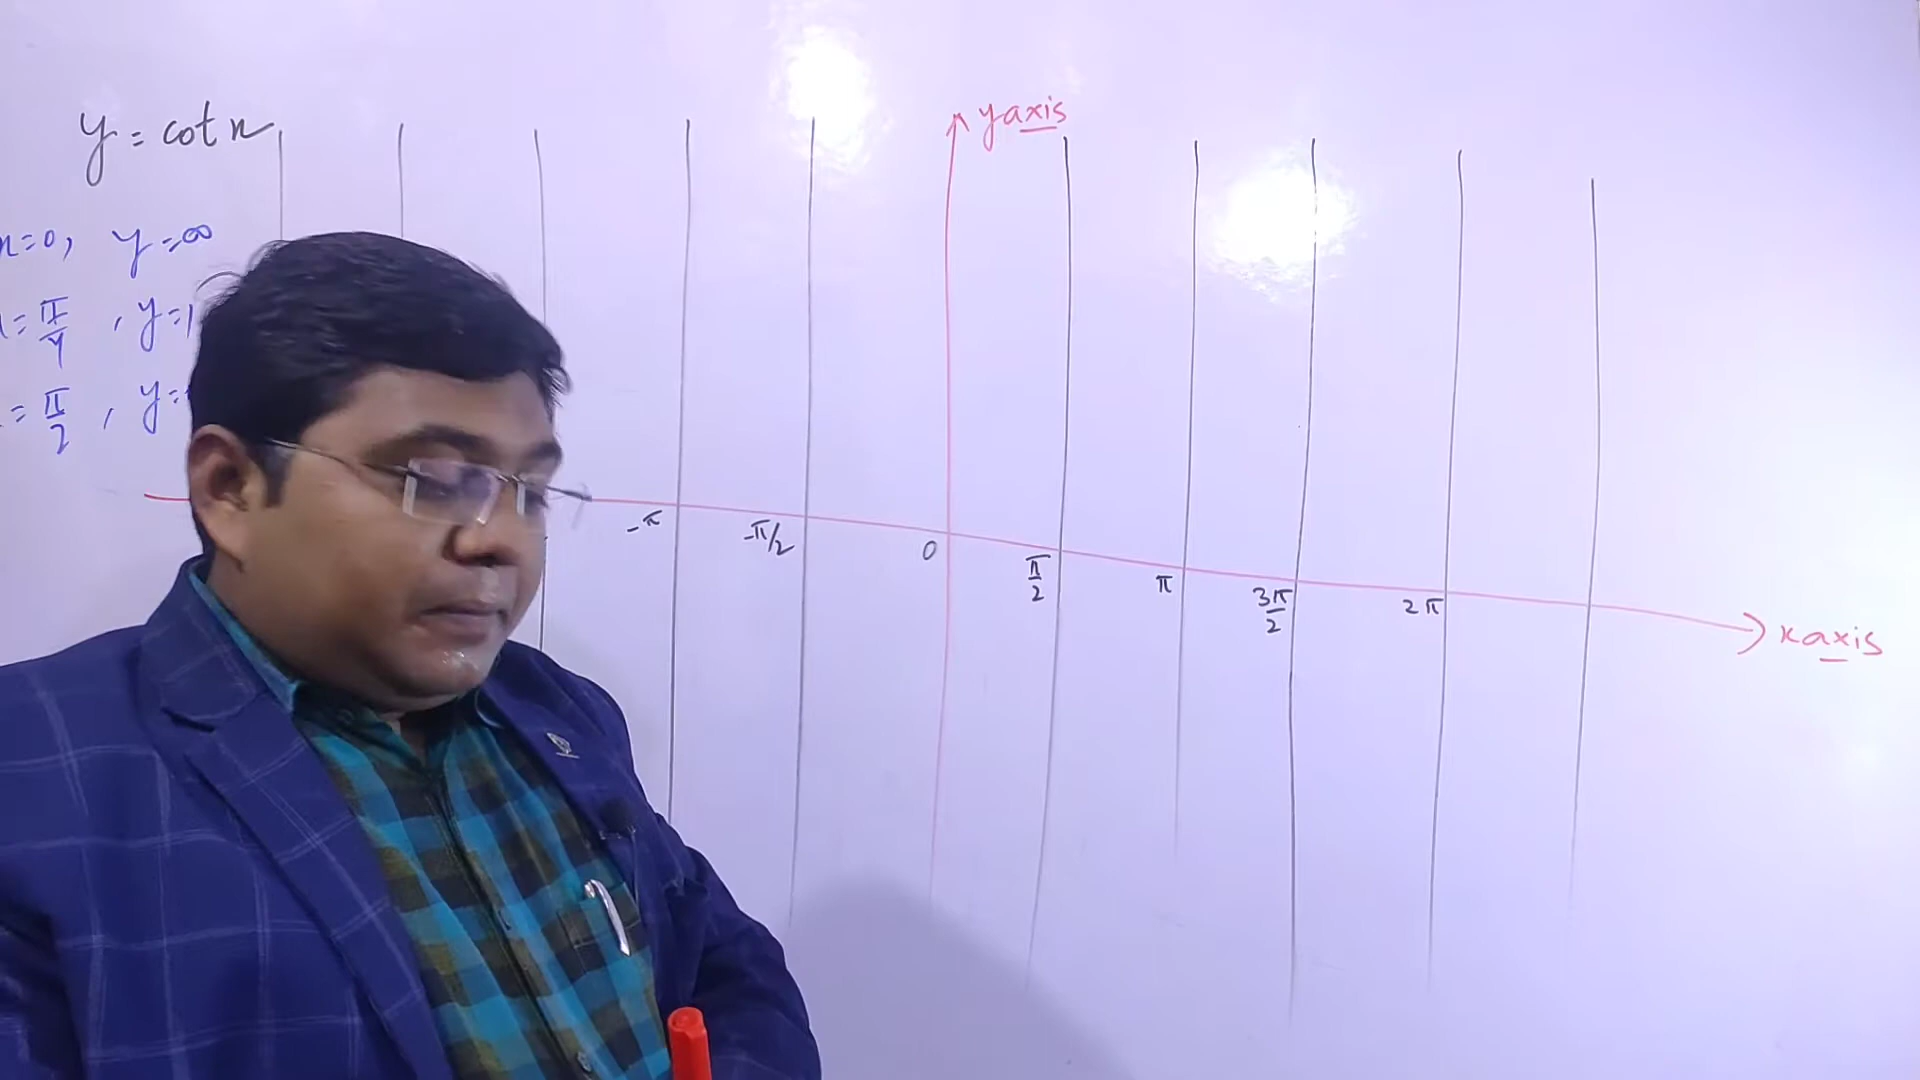 y = cot x
x=0, y=∞
x=π/4, y=1
=π/2, y=
y axis
-π
-π/2
0
π/2
π
3π/2
2π
x axis